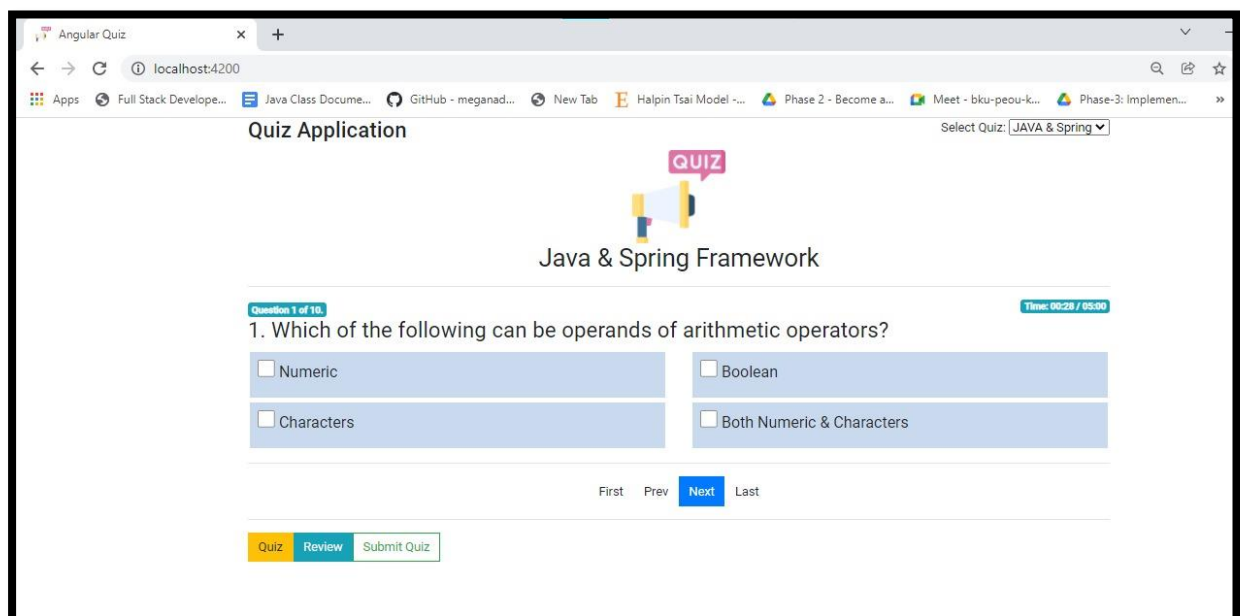 Angular Quiz
localhost:4200
Apps Full Stack Develope... Java Class Docume... GitHub - meganad... New Tab Halpin Tsai Model -... Phase 2 - Become a... Meet - bku-peou-k... Phase-3: Implemen... »
Quiz Application
Select Quiz: JAVA & Spring
QUIZ
Java & Spring Framework
Question 1 of 10.
Time: 00:28 / 05:00
1. Which of the following can be operands of arithmetic operators?
Numeric
Boolean
Characters
Both Numeric & Characters
First Prev Next Last
Quiz Review Submit Quiz